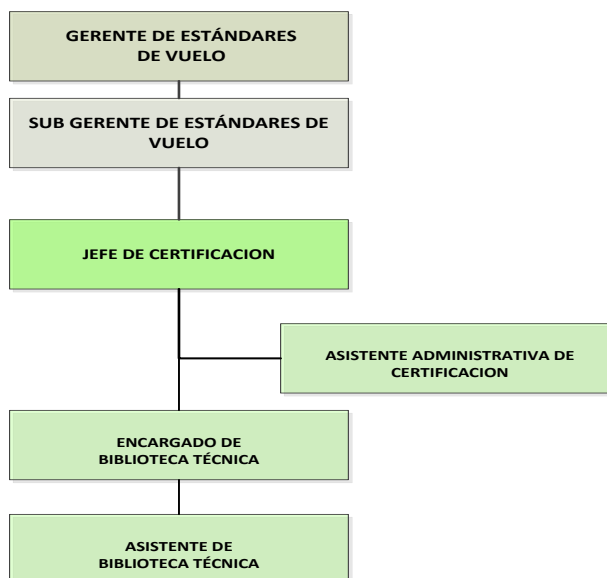 GERENTE DE ESTÁNDARES
DE VUELO
SUB GERENTE DE ESTÁNDARES DE
VUELO
JEFE DE CERTIFICACION
ASISTENTE ADMINISTRATIVA DE
CERTIFICACION
ENCARGADO DE
BIBLIOTECA TÉCNICA
ASISTENTE DE
BIBLIOTECA TÉCNICA